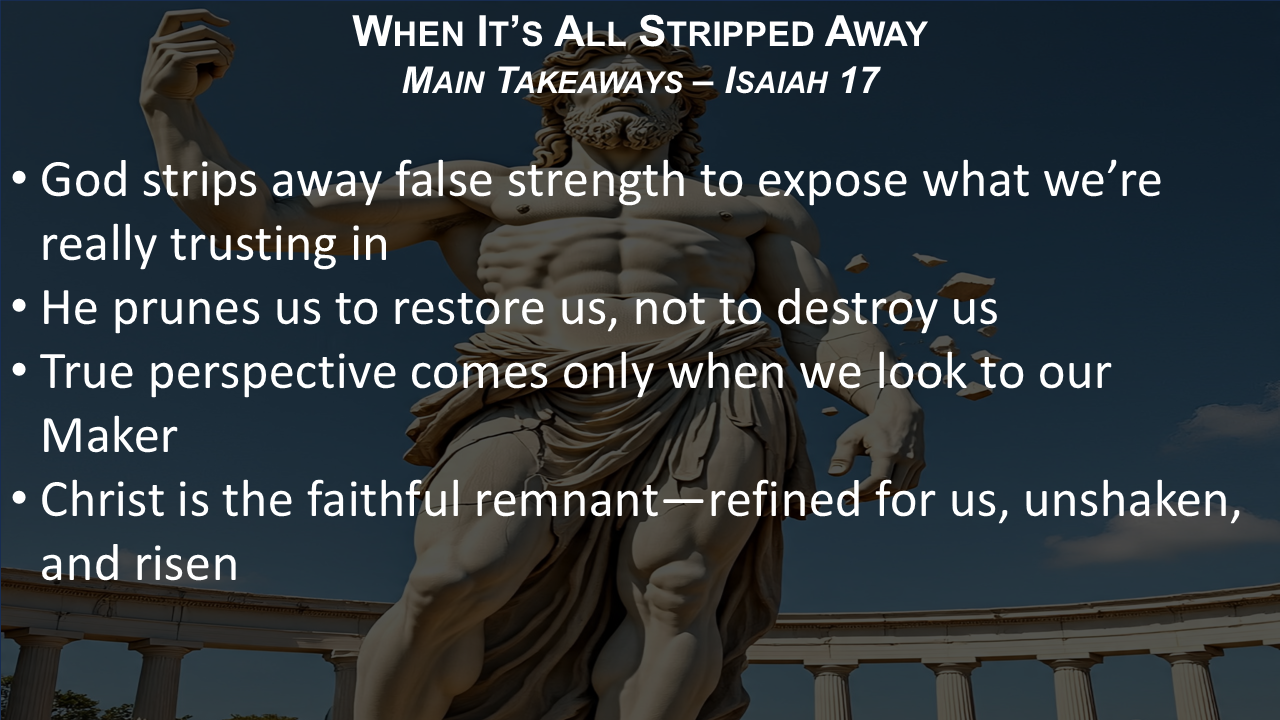 When It’s All Stripped Away
Main Takeaways – Isaiah 17
• God strips away false strength to expose what we’re
really trusting in
• He prunes us to restore us, not to destroy us
• True perspective comes only when we look to our
Maker
• Christ is the faithful remnant—refined for us, unshaken,
and risen